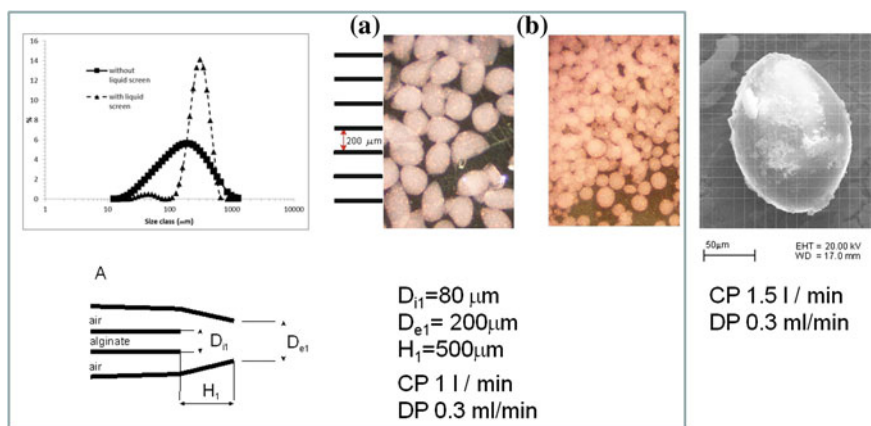 (a)
(b)
16
14
12
10
8
6
4
2
0
%
without
liquid screen
with liquid
screen
1
10
100
1000
10000
Size class (μm)
200 μm
50μm
EHT = 20.00 kV
WD = 17.0 mm
A
air
alginate
air
Di1
De1
H1
Di1=80 μm
De1= 200μm
H1=500μm
CP 1 l / min
DP 0.3 ml/min
CP 1.5 l / min
DP 0.3 ml/min